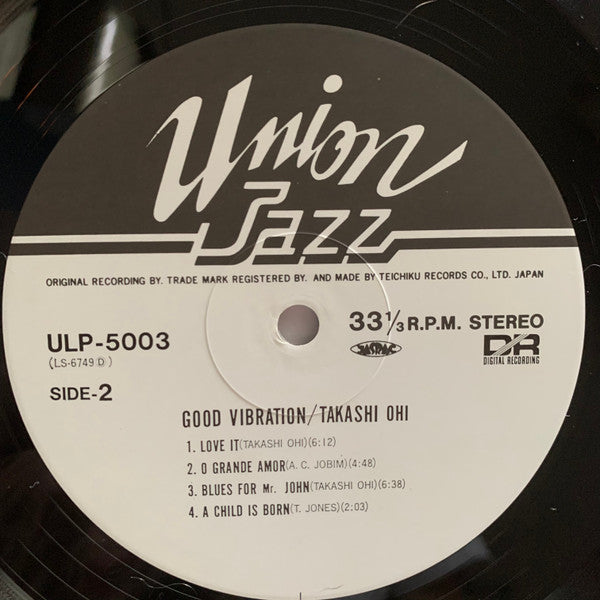 Union
Jazz
ORIGINAL RECORDING BY. TRADE MARK REGISTERED BY. AND MADE BY TEICHIKU RECORDS CO., LTD. JAPAN
ULP-5003
(LS-6749 D)
SIDE-2
33⅓ R.P.M. STEREO
JASRAC
DR
DIGITAL RECORDING
GOOD VIBRATION/TAKASHI OHI
1. LOVE IT(TAKASHI OHI)(6:12)
2. O GRANDE AMOR(A. C. JOBIM)(4:48)
3. BLUES FOR Mr. JOHN(TAKASHI OHI)(6:38)
4. A CHILD IS BORN(T. JONES)(2:03)